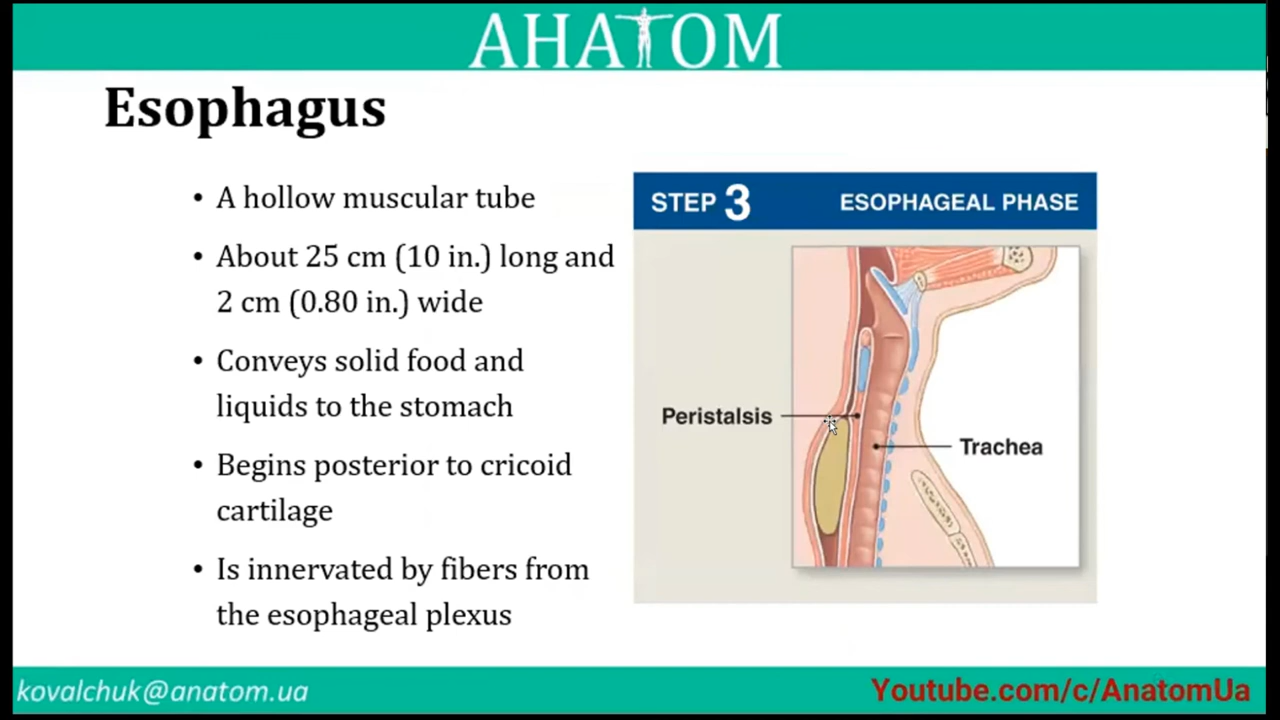 АНАТОМ
Esophagus
• A hollow muscular tube
• About 25 cm (10 in.) long and
2 cm (0.80 in.) wide
• Conveys solid food and
liquids to the stomach
• Begins posterior to cricoid
cartilage
• Is innervated by fibers from
the esophageal plexus
STEP 3 ESOPHAGEAL PHASE
Peristalsis
Trachea
kovalchuk@anatom.ua
Youtube.com/c/AnatomUa